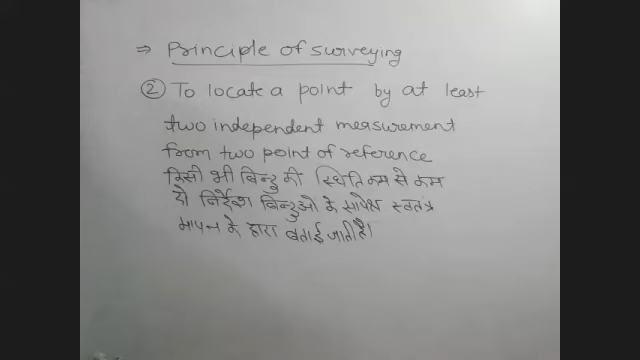 ⇒ Principle of surveying
② To locate a point by at least
two independent measurement
from two point of reference
किसी भी बिन्दु की स्थिति कम से कम
दो निर्देश बिन्दुओ के सापेक्ष स्वतंत्र
मापन के द्वारा बताई जाती है।